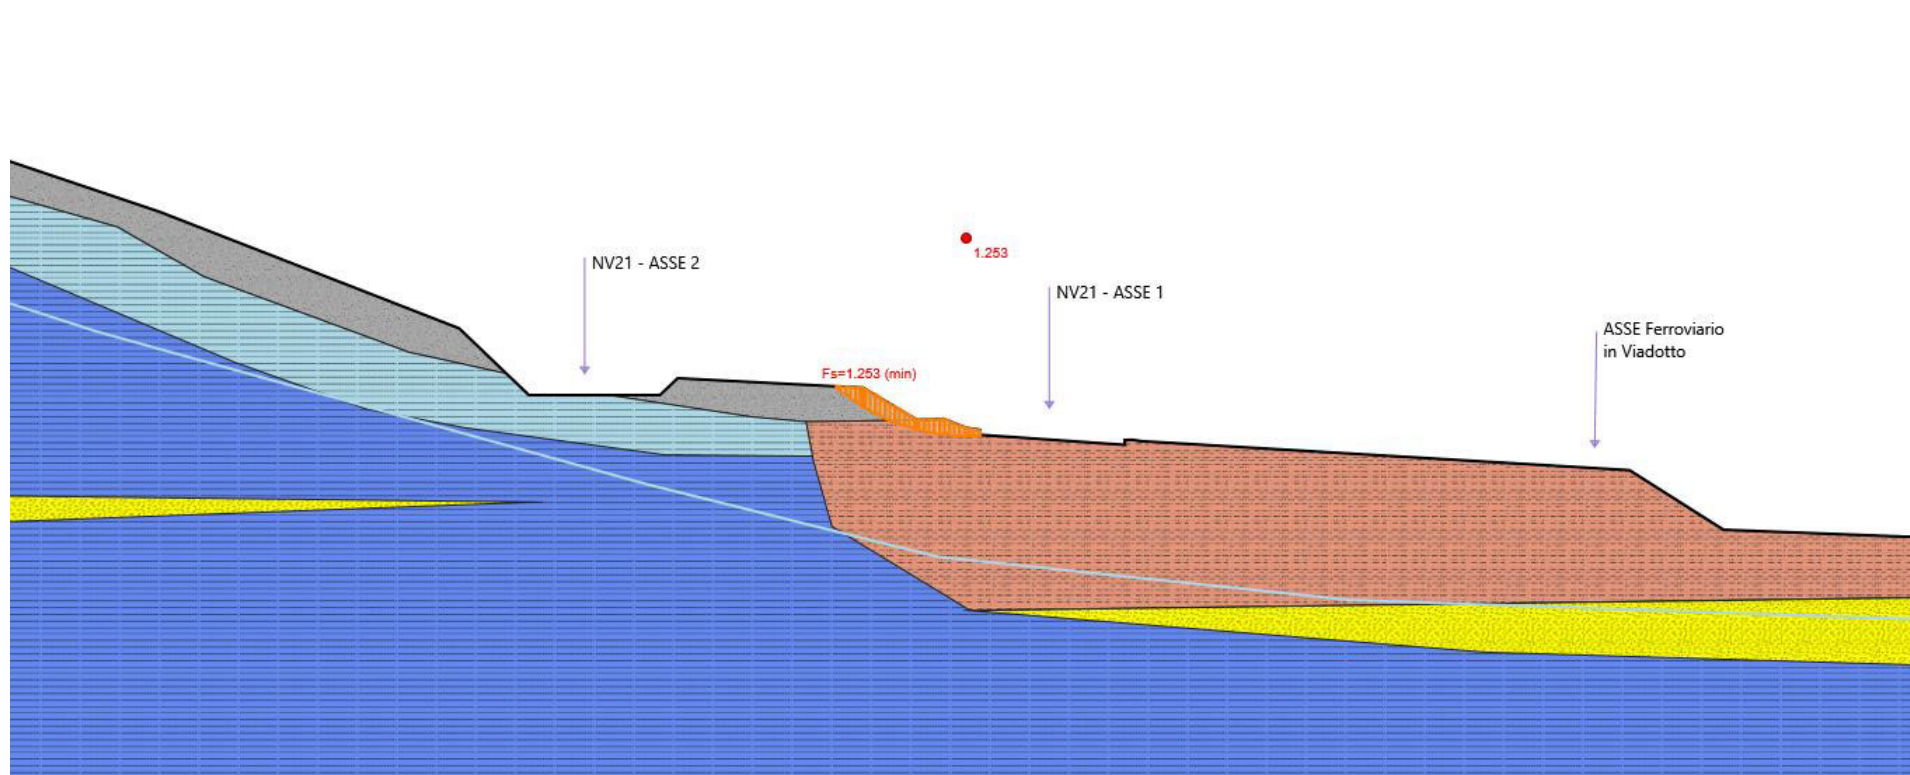 1.253
NV21 - ASSE 2
NV21 - ASSE 1
ASSE Ferroviario
in Viadotto
Fs=1.253 (min)